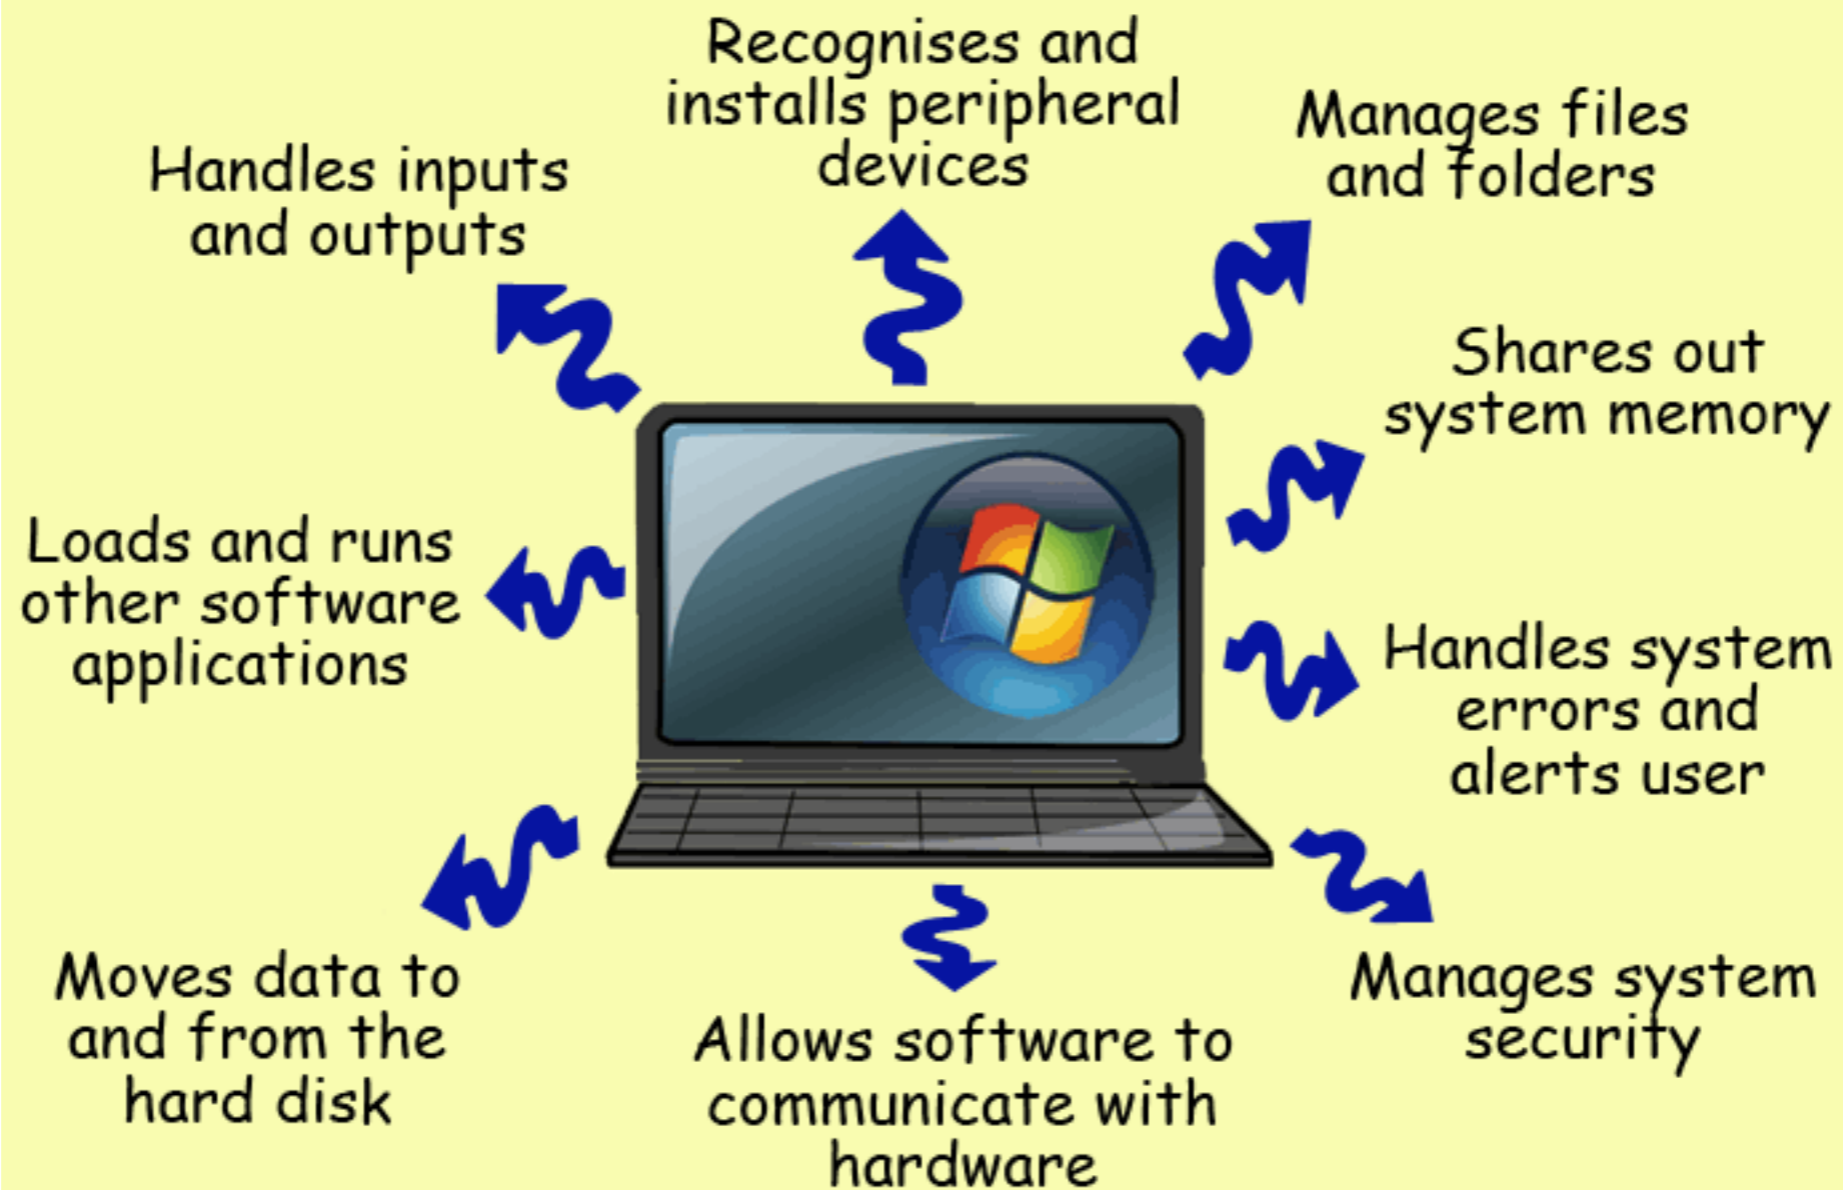 Recognises and
installs peripheral
devices
Manages files
and folders
Handles inputs
and outputs
Shares out
system memory
Loads and runs
other software
applications
Handles system
errors and
alerts user
Moves data to
and from the
hard disk
Allows software to
communicate with
hardware
Manages system
security